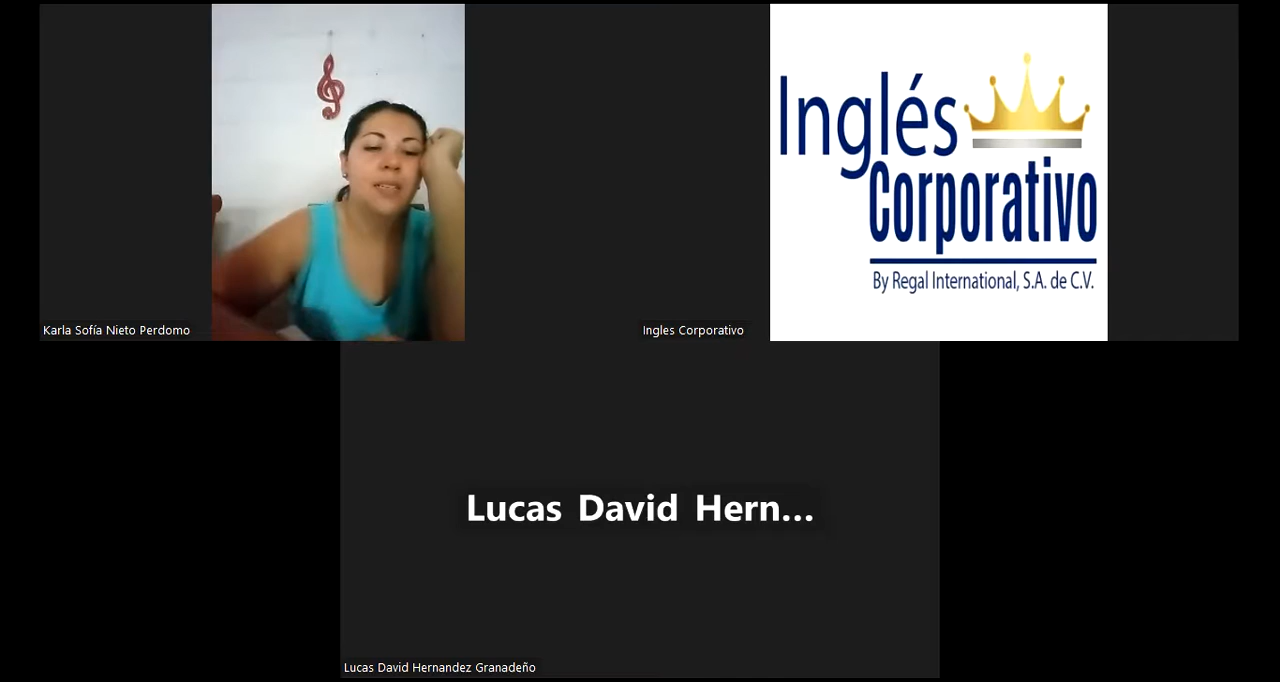 Inglés
Corporativo
By Regal International, S.A. de C.V.
Karla Sofía Nieto Perdomo
Ingles Corporativo
Lucas David Hern...
Lucas David Hernandez Granadeño